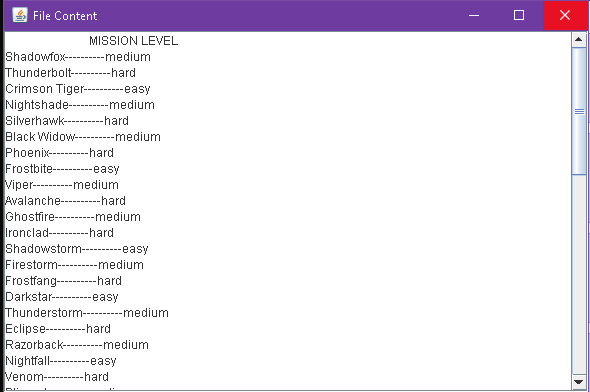 File Content
MISSION LEVEL
Shadowfox----------medium
Thunderbolt----------hard
Crimson Tiger----------easy
Nightshade----------medium
Silverhawk----------hard
Black Widow----------medium
Phoenix----------hard
Frostbite----------easy
Viper----------medium
Avalanche----------hard
Ghostfire----------medium
Ironclad----------hard
Shadowstorm----------easy
Firestorm----------medium
Frostfang----------hard
Darkstar----------easy
Thunderstorm----------medium
Eclipse----------hard
Razorback----------medium
Nightfall----------easy
Venom----------hard